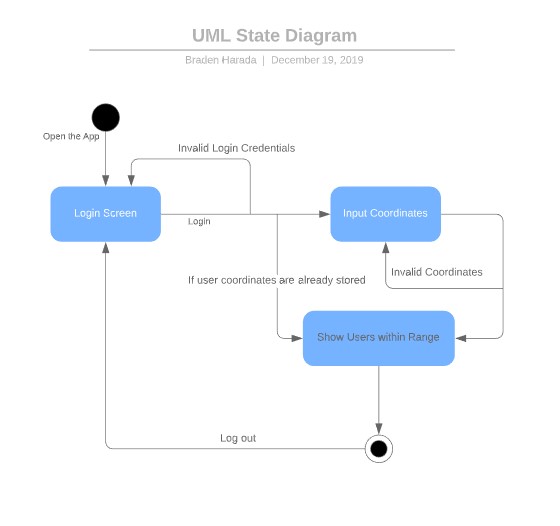 UML State Diagram
Braden Harada | December 19, 2019
Open the App
Invalid Login Credentials
Login Screen
Input Coordinates
Login
Invalid Coordinates
If user coordinates are already stored
Show Users within Range
Log out